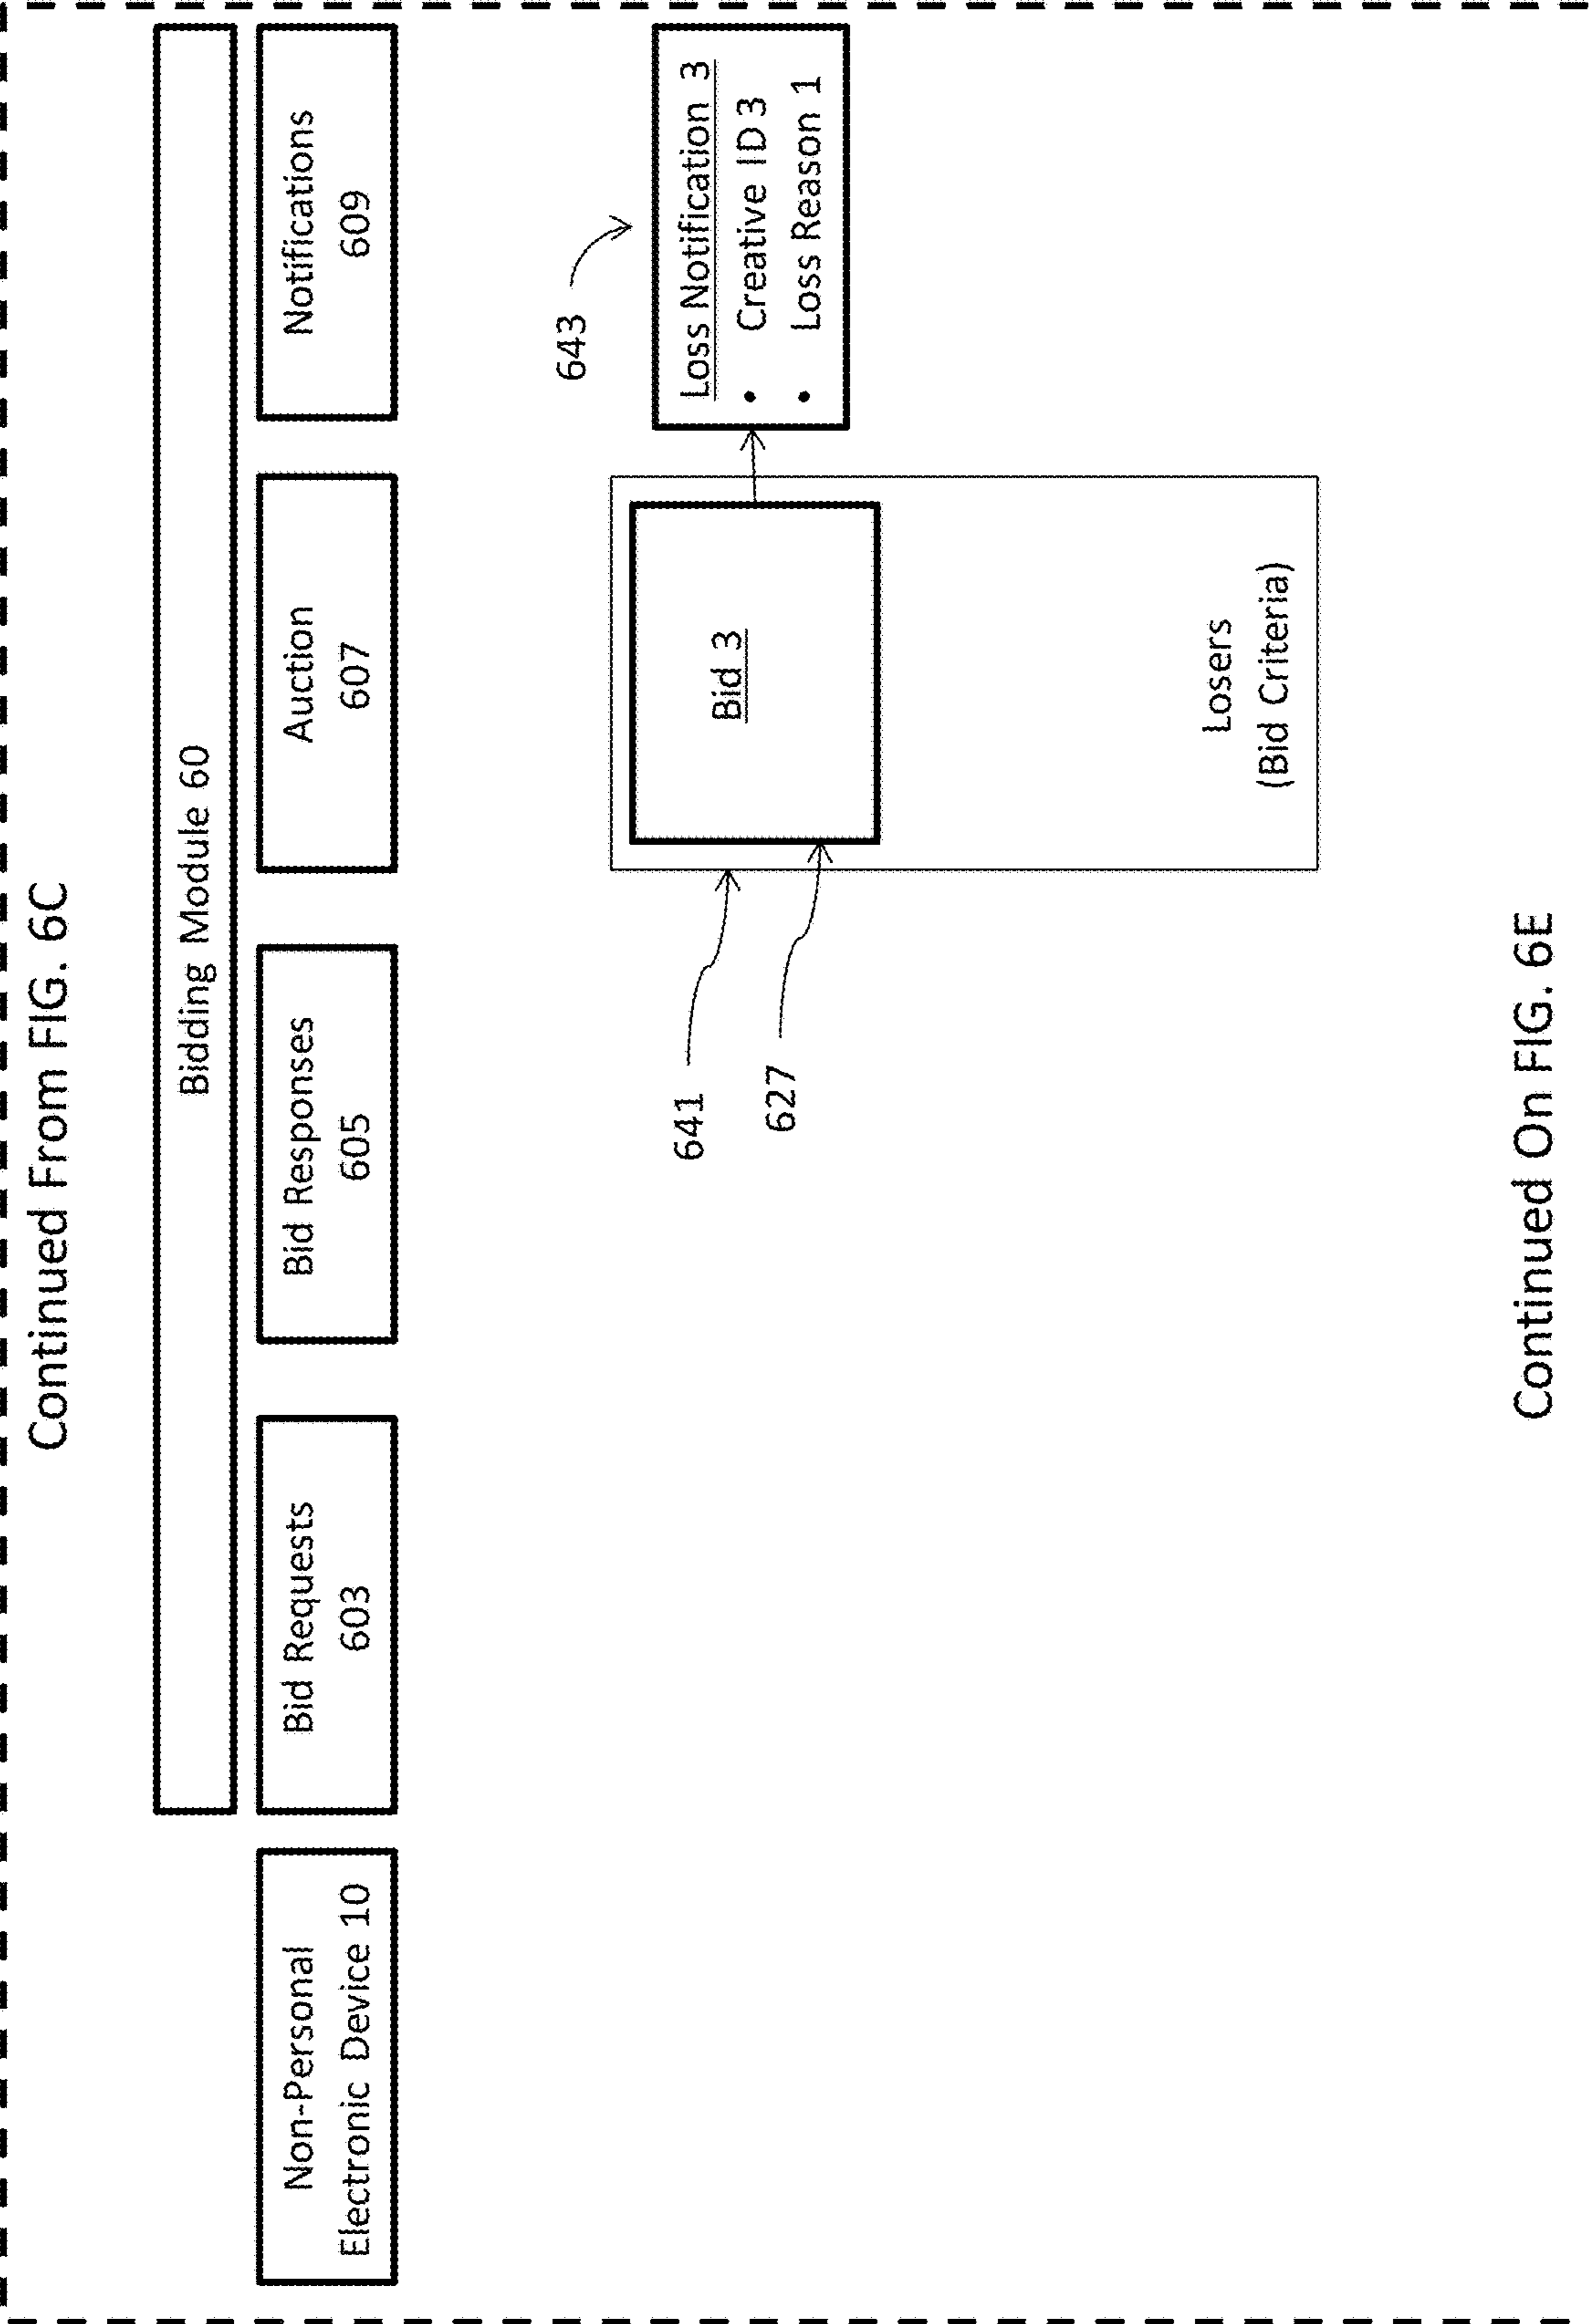 Continued From FIG. 6C
Bidding Module 60
Non-Personal
Electronic Device 10
Bid Requests
603
Bid Responses
605
Auction
607
Notifications
609
643
Loss Notification 3
• Creative ID 3
• Loss Reason 1
641
627
Bid 3
Losers
(Bid Criteria)
Continued On FIG. 6E